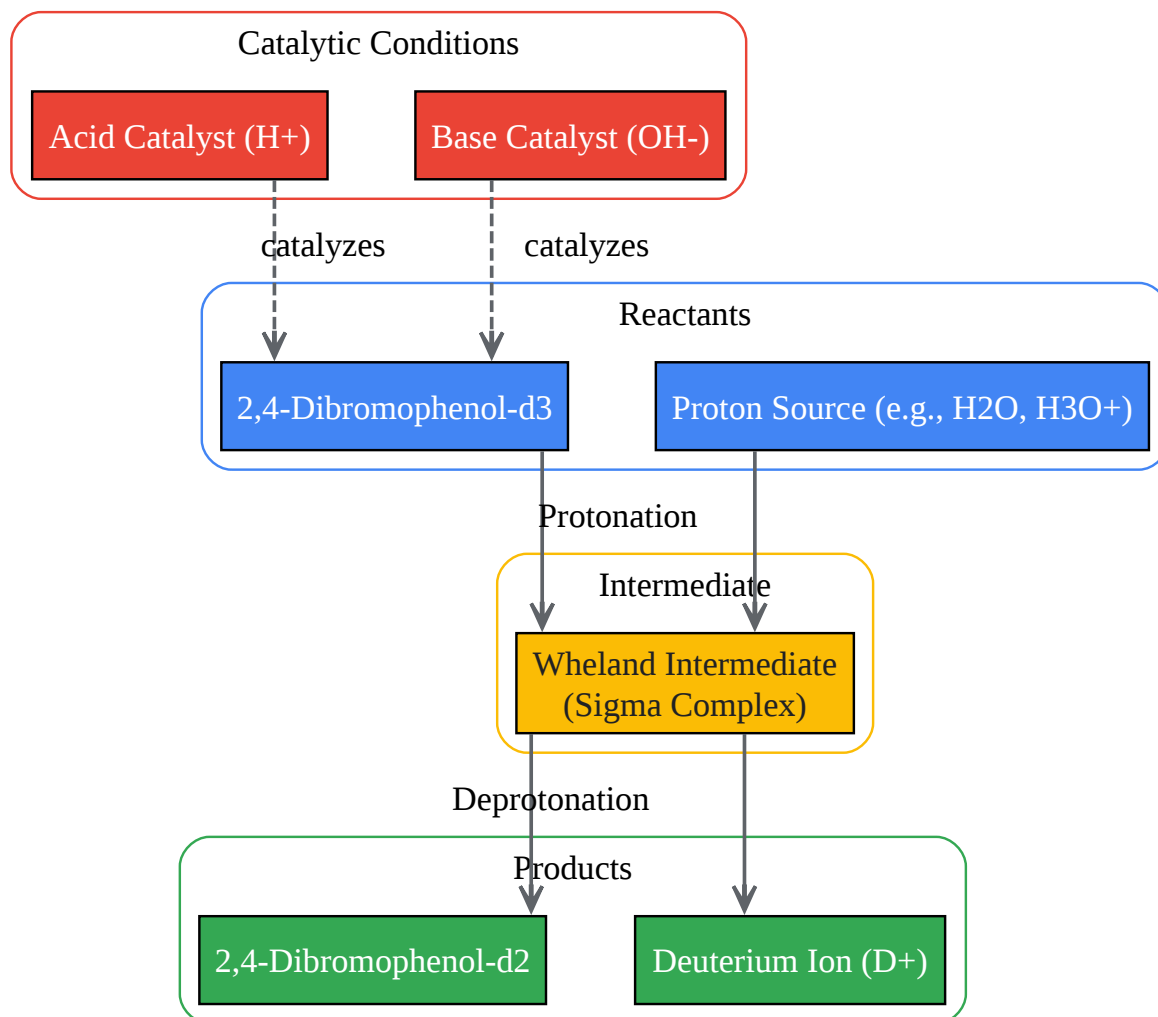 Catalytic Conditions
Acid Catalyst (H+)
Base Catalyst (OH-)
catalyzes
catalyzes
Reactants
2,4-Dibromophenol-d3
Proton Source (e.g., H2O, H3O+)
Protonation
Intermediate
Wheland Intermediate
(Sigma Complex)
Deprotonation
Products
2,4-Dibromophenol-d2
Deuterium Ion (D+)